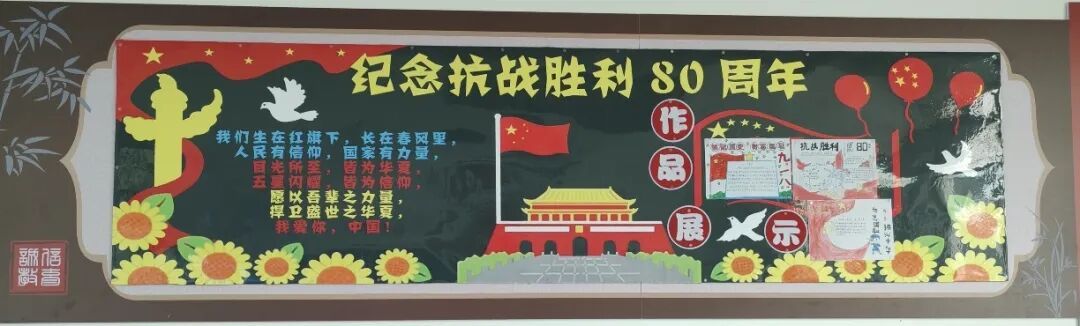 纪念抗战胜利80周年
我们生在红旗下，长在春风里，
人民有信仰，国家有力量，
目光所至，皆为华夏，
五星闪耀，皆为信仰，
愿以吾辈之力量，
捍卫盛世之华夏，
我爱你，中国！
作品展示
九一八
抗战胜利
80